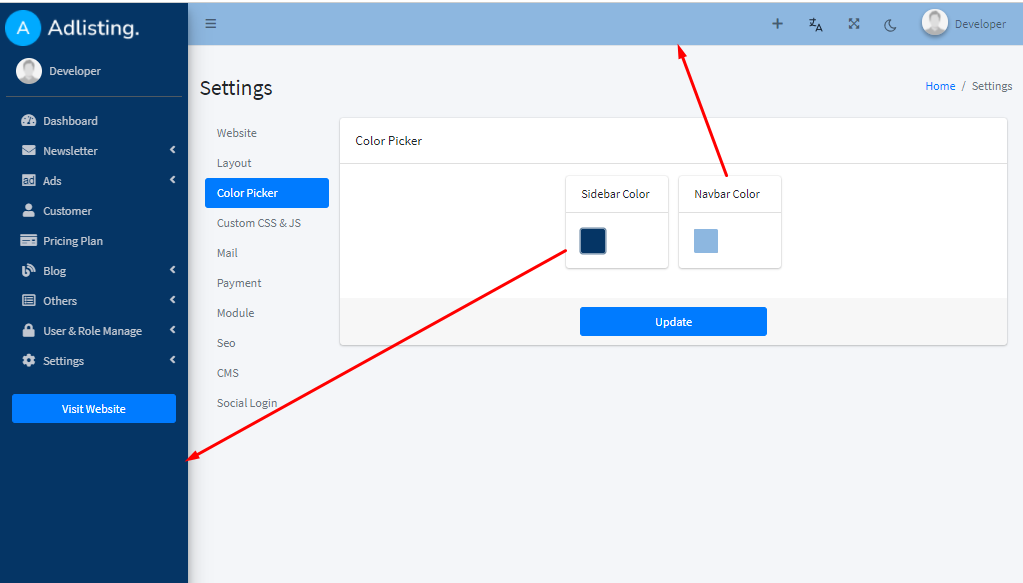 A Adlisting.
Developer
Dashboard
Newsletter
Ads
Customer
Pricing Plan
Blog
Others
User & Role Manage
Settings
Visit Website
Developer
Settings
Home / Settings
Website
Layout
Color Picker
Custom CSS & JS
Mail
Payment
Module
Seo
CMS
Social Login
Color Picker
Sidebar Color
Navbar Color
Update